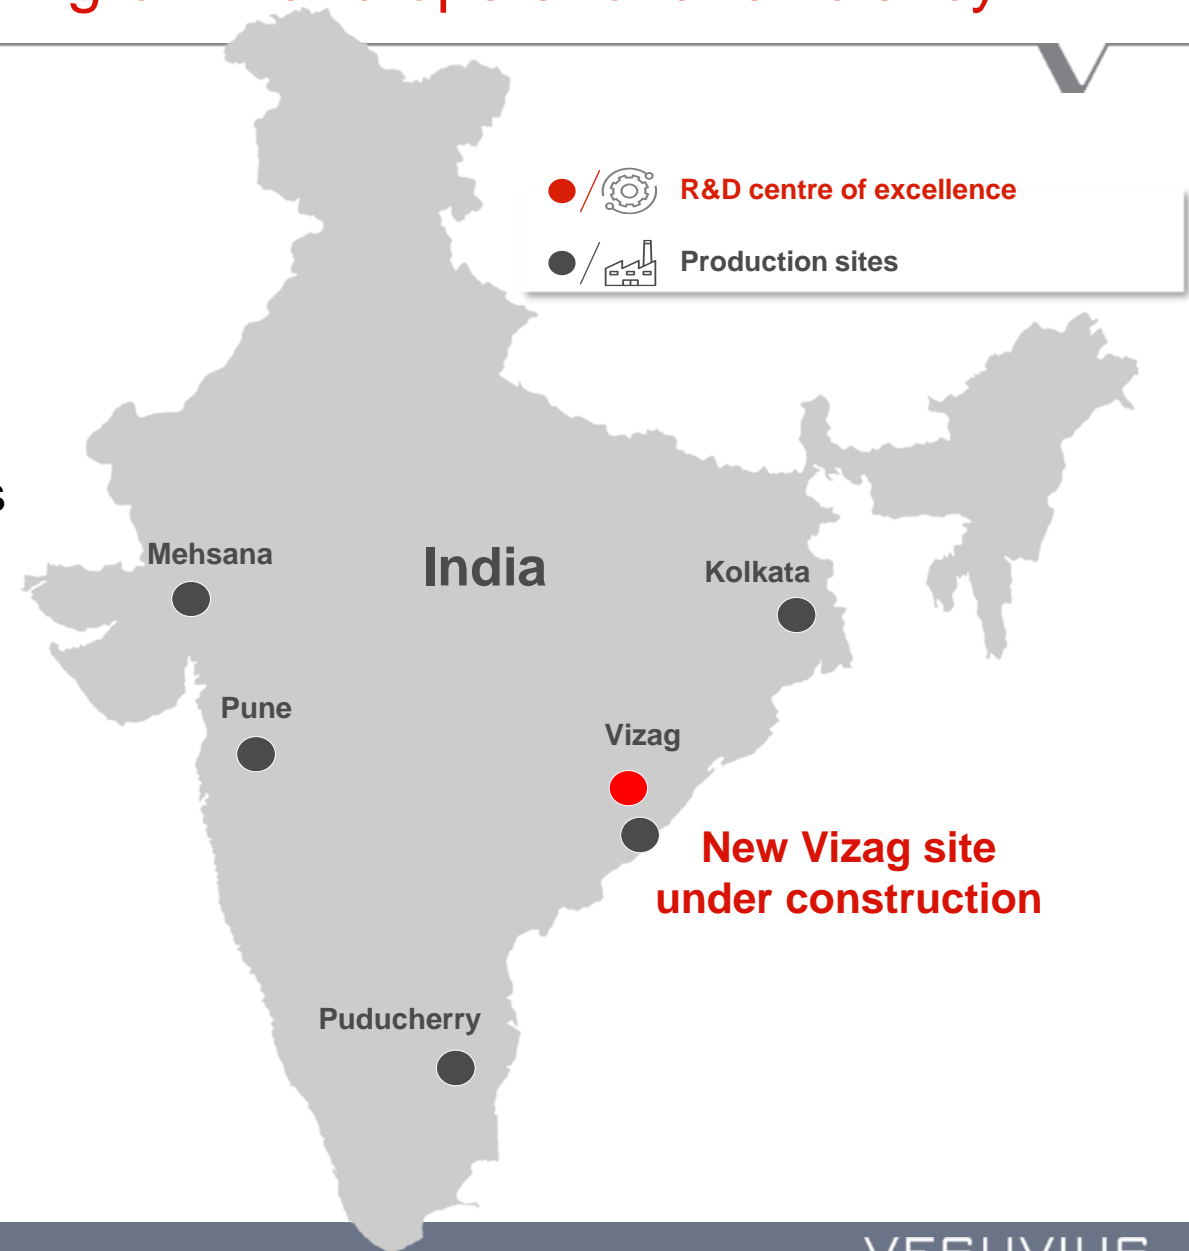 R&D centre of excellence
Production sites
Mehsana
India
Kolkata
Pune
Vizag
New Vizag site
under construction
Puducherry